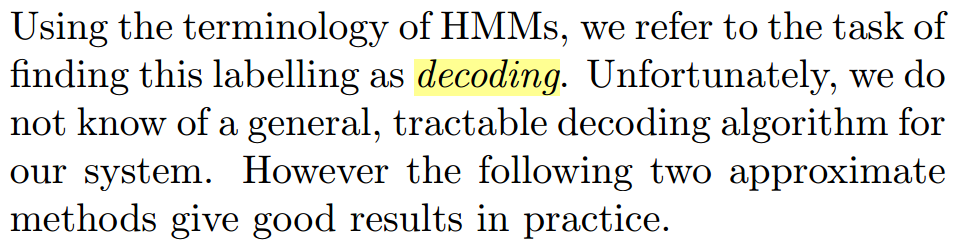 Using the terminology of HMMs, we refer to the task of
finding this labelling as decoding. Unfortunately, we do
not know of a general, tractable decoding algorithm for
our system. However the following two approximate
methods give good results in practice.